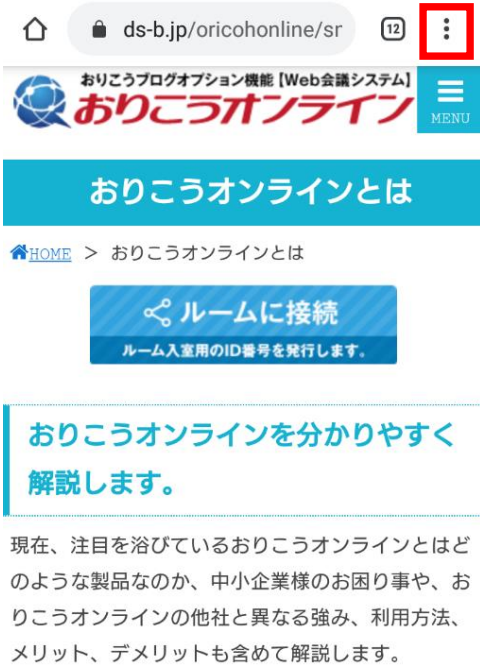 ds-b.jp/oricohonline/sr
12
おりこうブログオプション機能【Web会議システム】
おりこうオンライン
MENU
おりこうオンラインとは
HOME > おりこうオンラインとは
ルームに接続
ルーム入室用のID番号を発行します。
おりこうオンラインを分かりやすく
解説します。
現在、注目を浴びているおりこうオンラインとはど
のような製品なのか、中小企業様のお困り事や、お
りこうオンラインの他社と異なる強み、利用方法、
メリット、デメリットも含めて解説します。